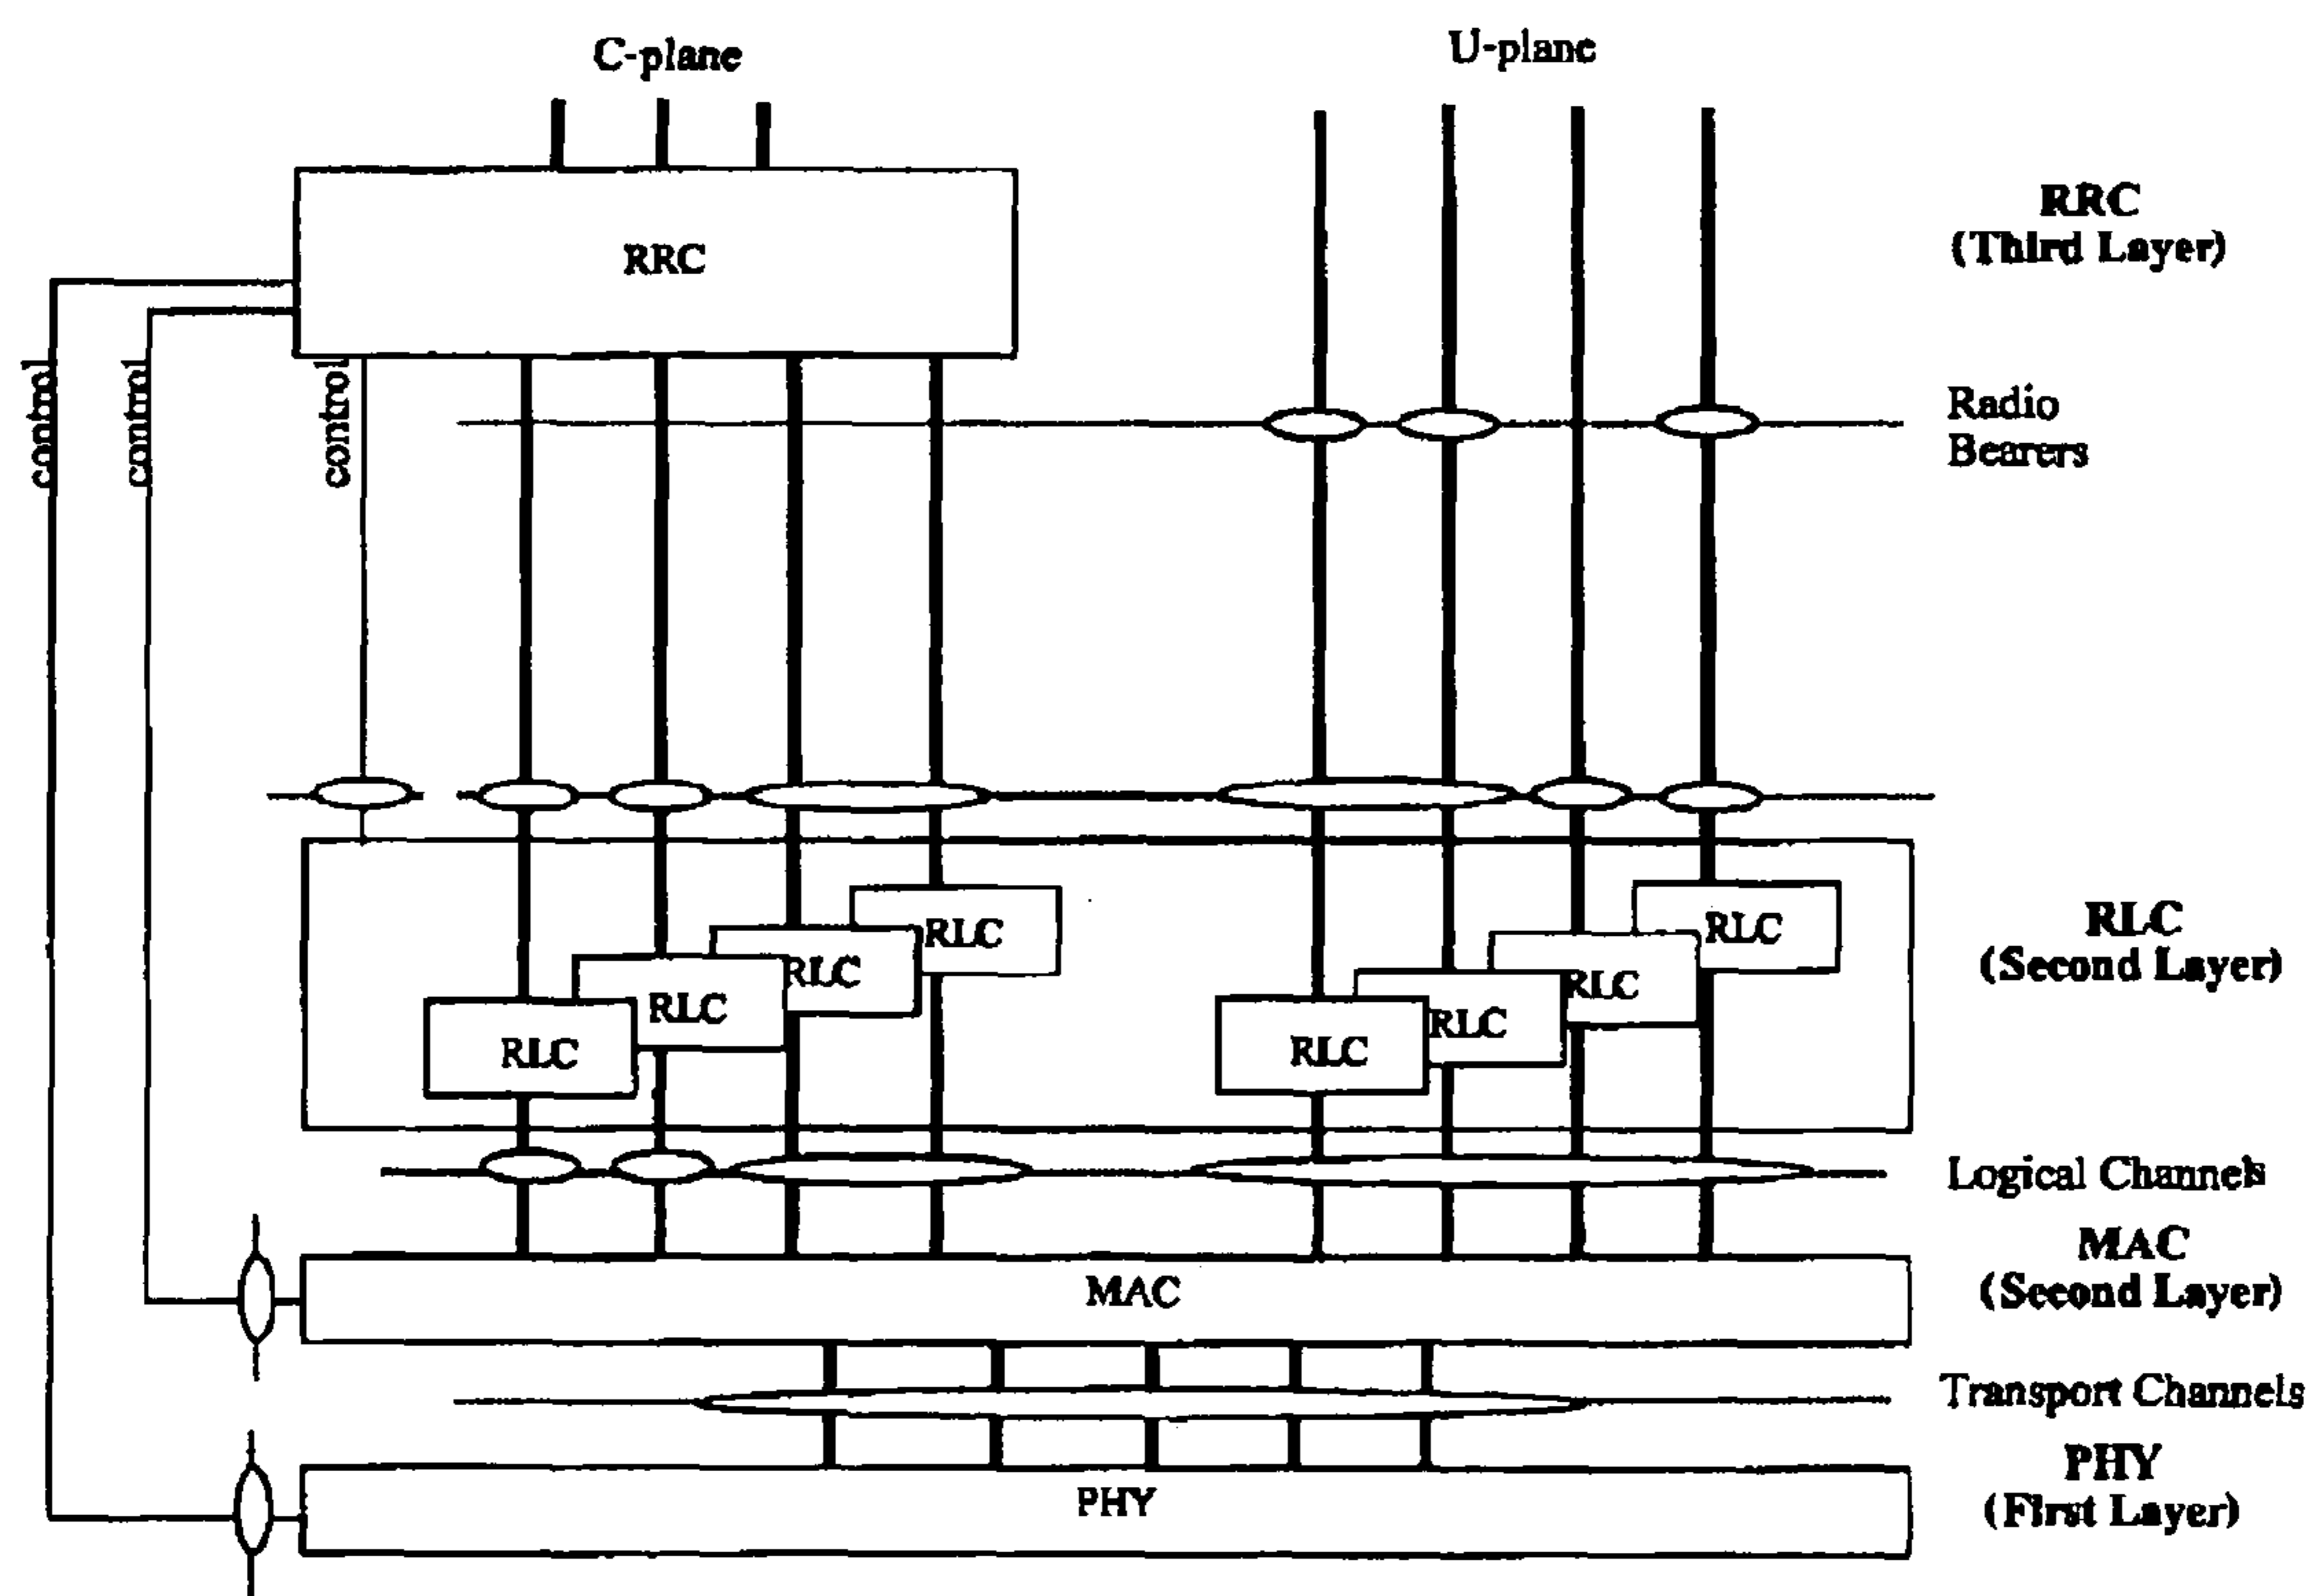 C-plane
U-plane
RRC
RRC
(Third Layer)
control
control
control
Radio
Bearers
RLC
RLC
RLC
RLC
RLC
RLC
RLC
RLC
RLC
(Second Layer)
Logical Channels
MAC
MAC
(Second Layer)
Transport Channels
PHY
PHY
(First Layer)